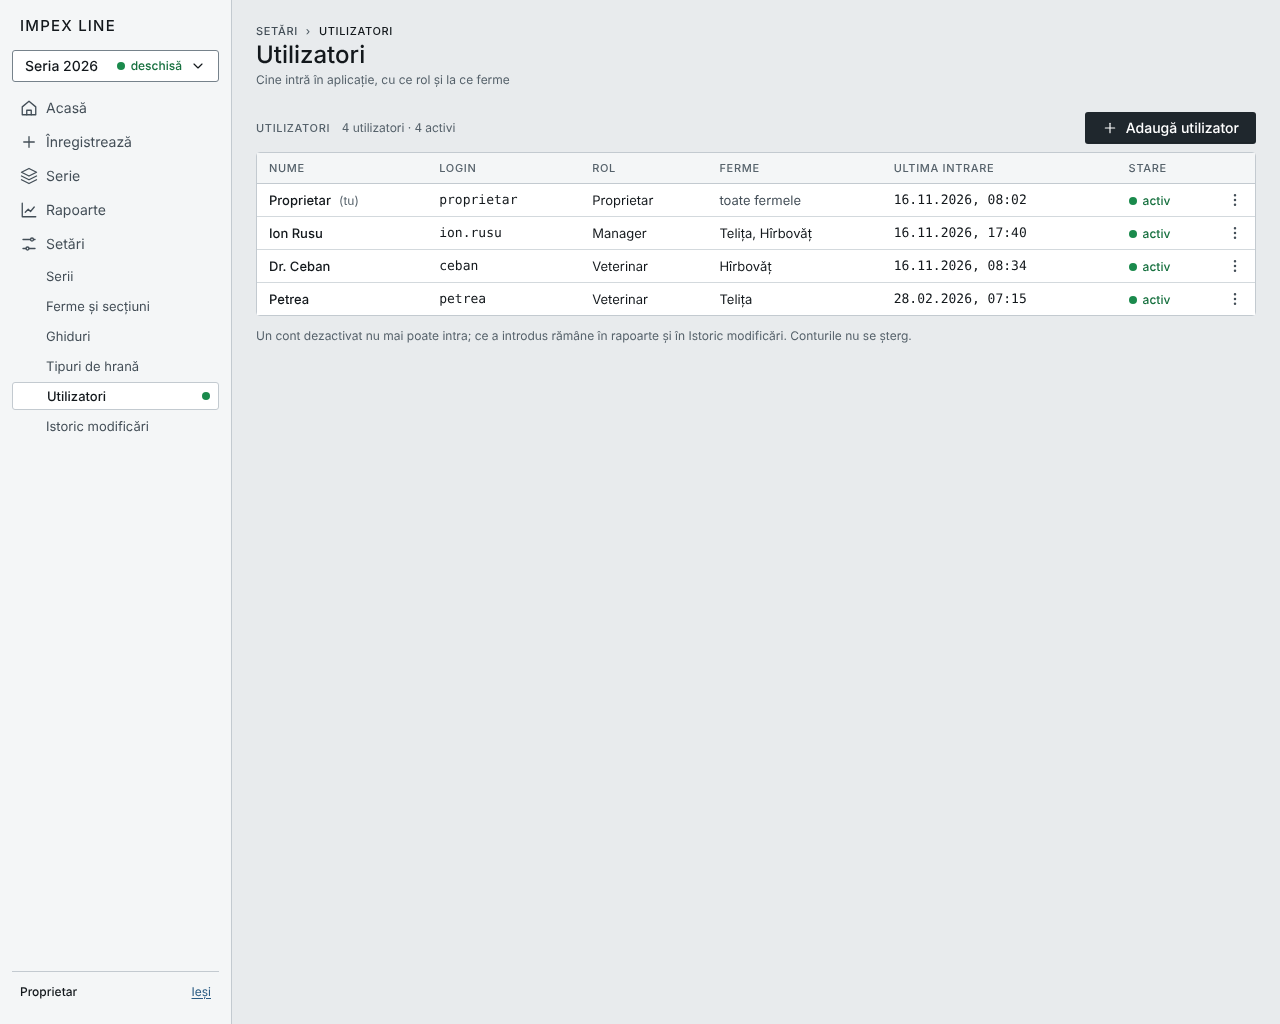 IMPEX LINE
Seria 2026 deschisă
Acasă
Înregistrează
Serie
Rapoarte
Setări
Serii
Ferme și secțiuni
Ghiduri
Tipuri de hrană
Utilizatori
Istoric modificări
Proprietar Ieși
SETĂRI › UTILIZATORI
Utilizatori
Cine intră în aplicație, cu ce rol și la ce ferme
UTILIZATORI 4 utilizatori · 4 activi
+ Adaugă utilizator
NUME LOGIN ROL FERME ULTIMA INTRARE STARE
Proprietar (tu) proprietar Proprietar toate fermele 16.11.2026, 08:02 activ
Ion Rusu ion.rusu Manager Telița, Hîrbovăț 16.11.2026, 17:40 activ
Dr. Ceban ceban Veterinar Hîrbovăț 16.11.2026, 08:34 activ
Petrea petrea Veterinar Telița 28.02.2026, 07:15 activ
Un cont dezactivat nu mai poate intra; ce a introdus rămâne în rapoarte și în Istoric modificări. Conturile nu se șterg.